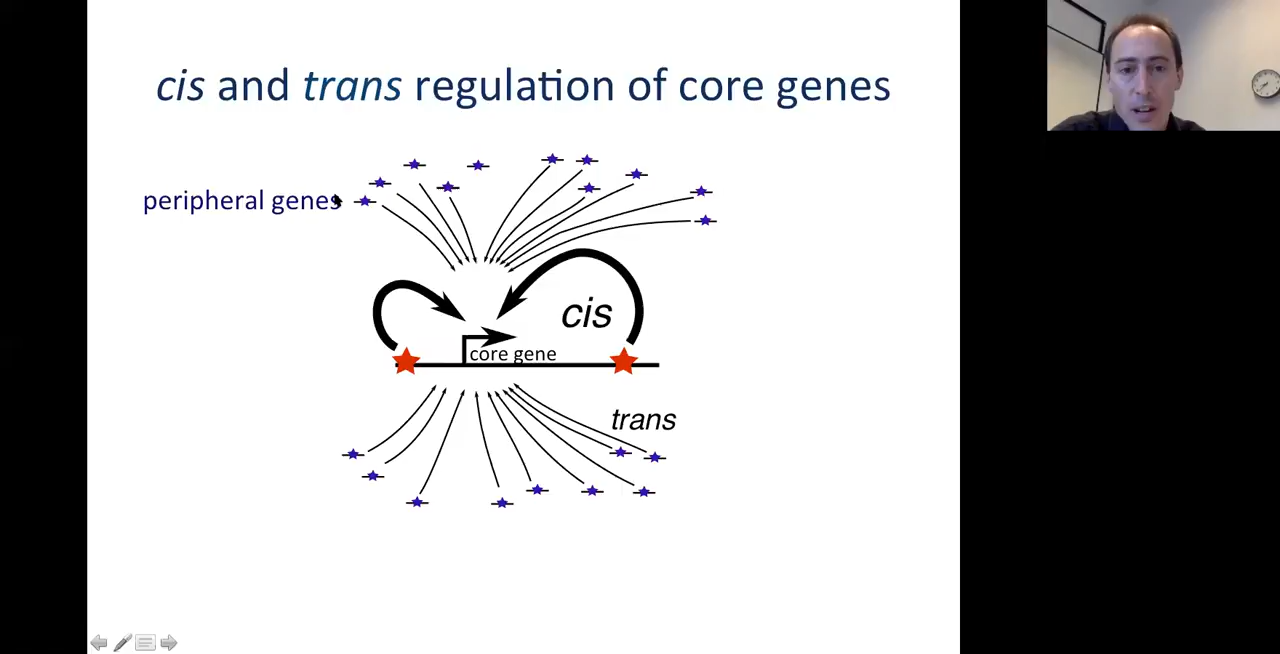 cis and trans regulation of core genes
peripheral genes
cis
core gene
trans